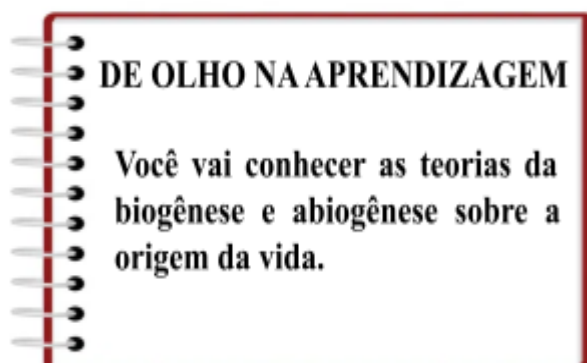 DE OLHO NA APRENDIZAGEM
Você vai conhecer as teorias da
biogênese e abiogênese sobre a
origem da vida.